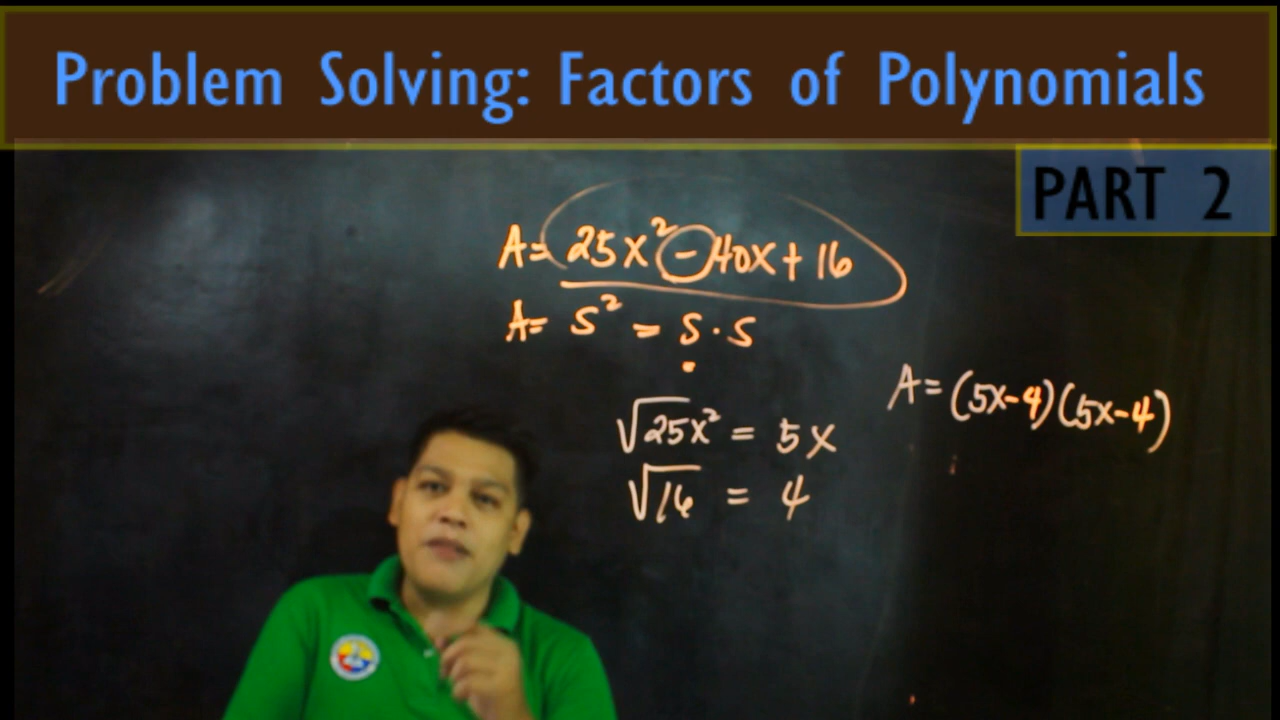 Problem Solving: Factors of Polynomials
PART 2
A= 25x² - 40x + 16
A= s² = s · s
A= (5x-4)(5x-4)
√25x² = 5x
√16 = 4